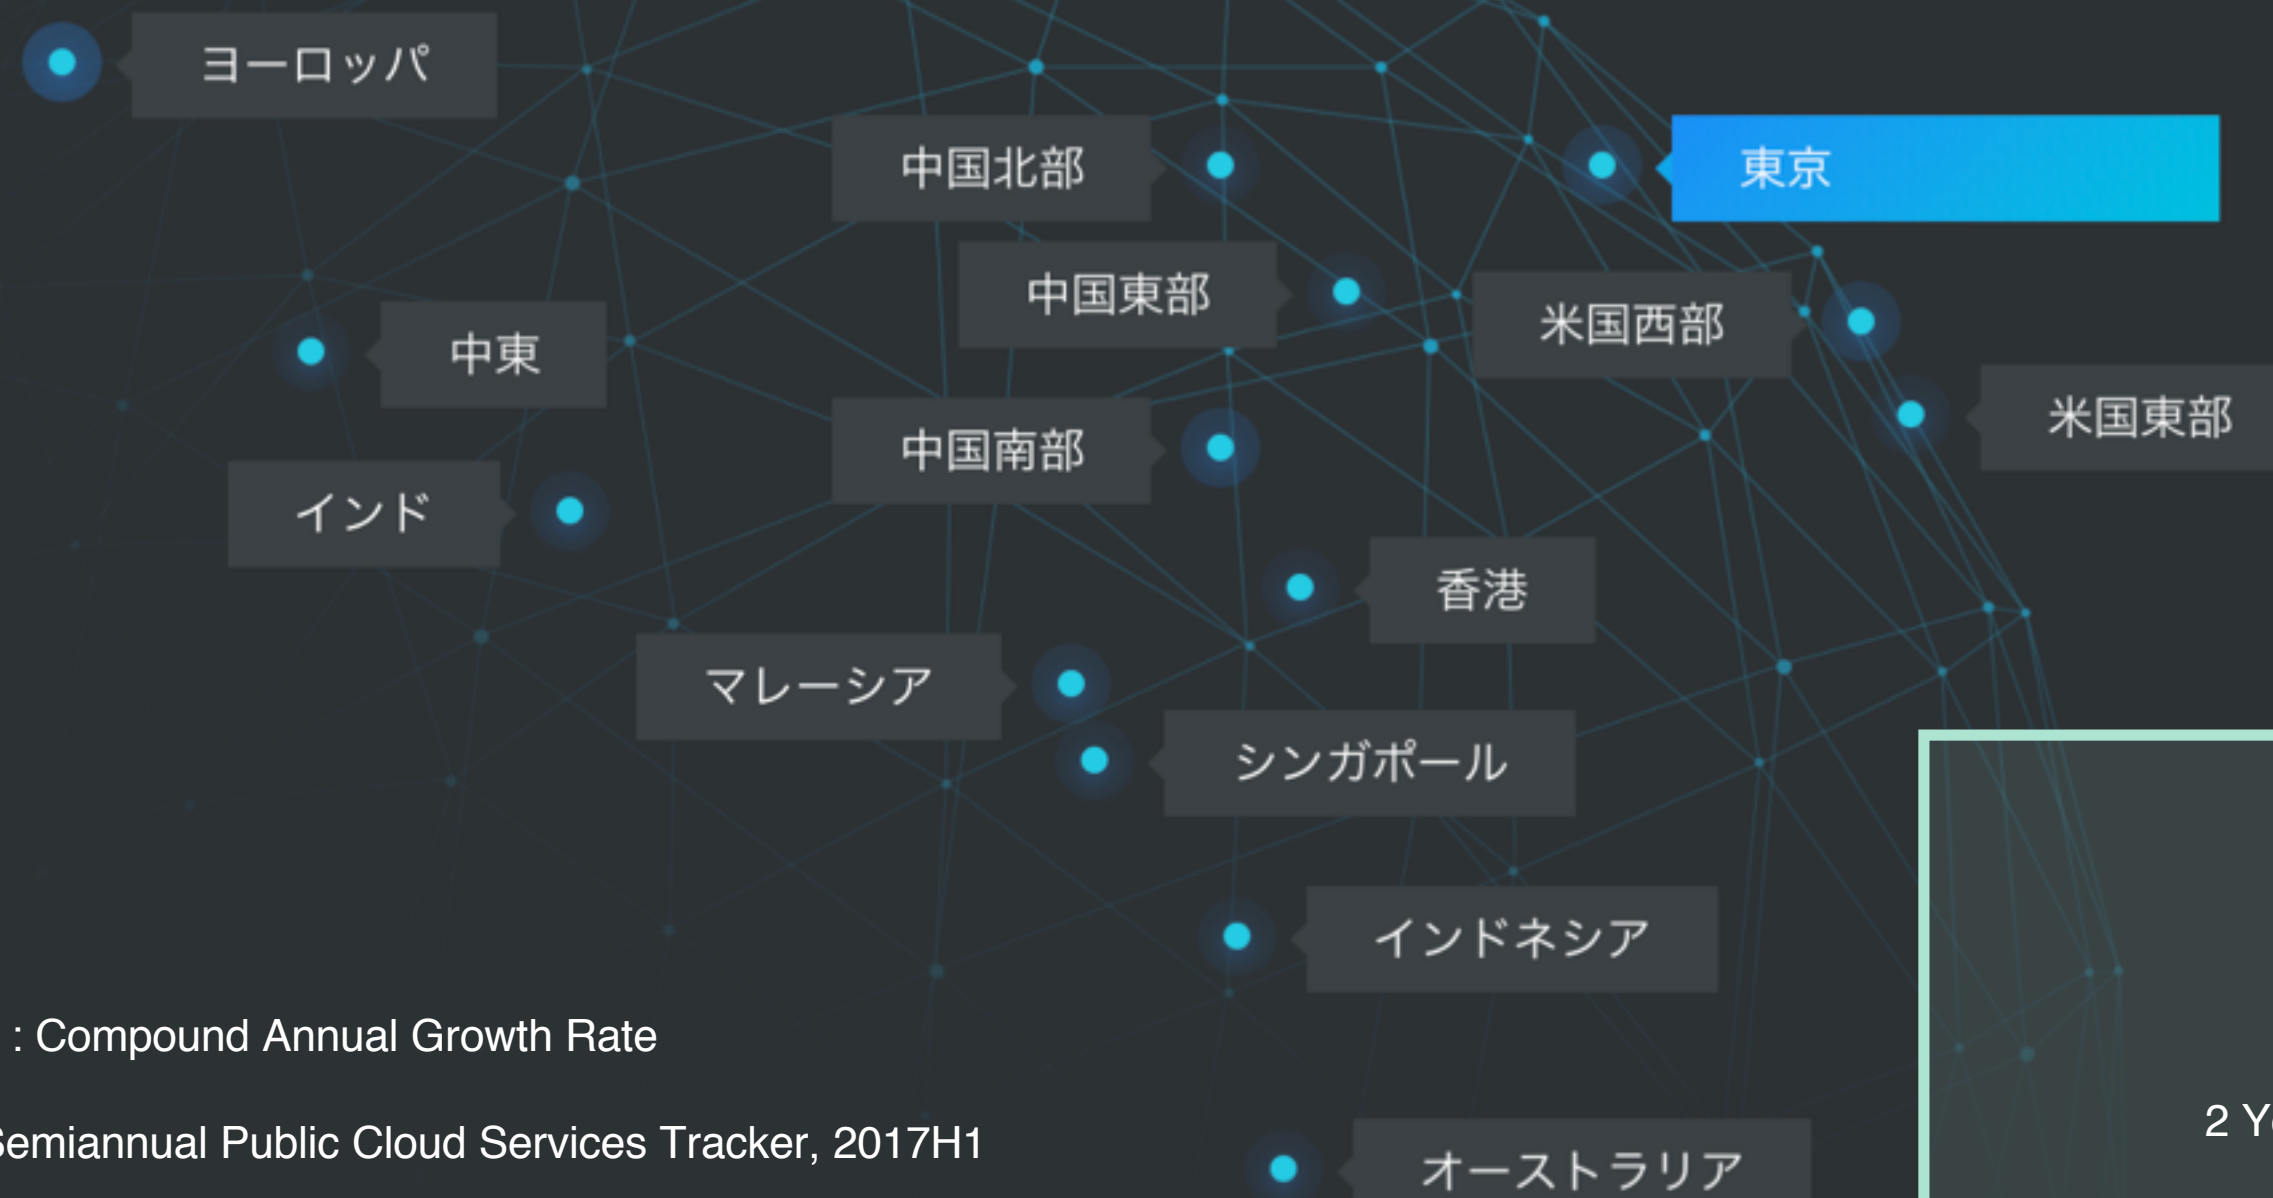 ヨーロッパ
中国北部
東京
中国東部
米国西部
中東
米国東部
中国南部
インド
香港
マレーシア
シンガポール
インドネシア
: Compound Annual Growth Rate
Semiannual Public Cloud Services Tracker, 2017H1
2
オーストラリア